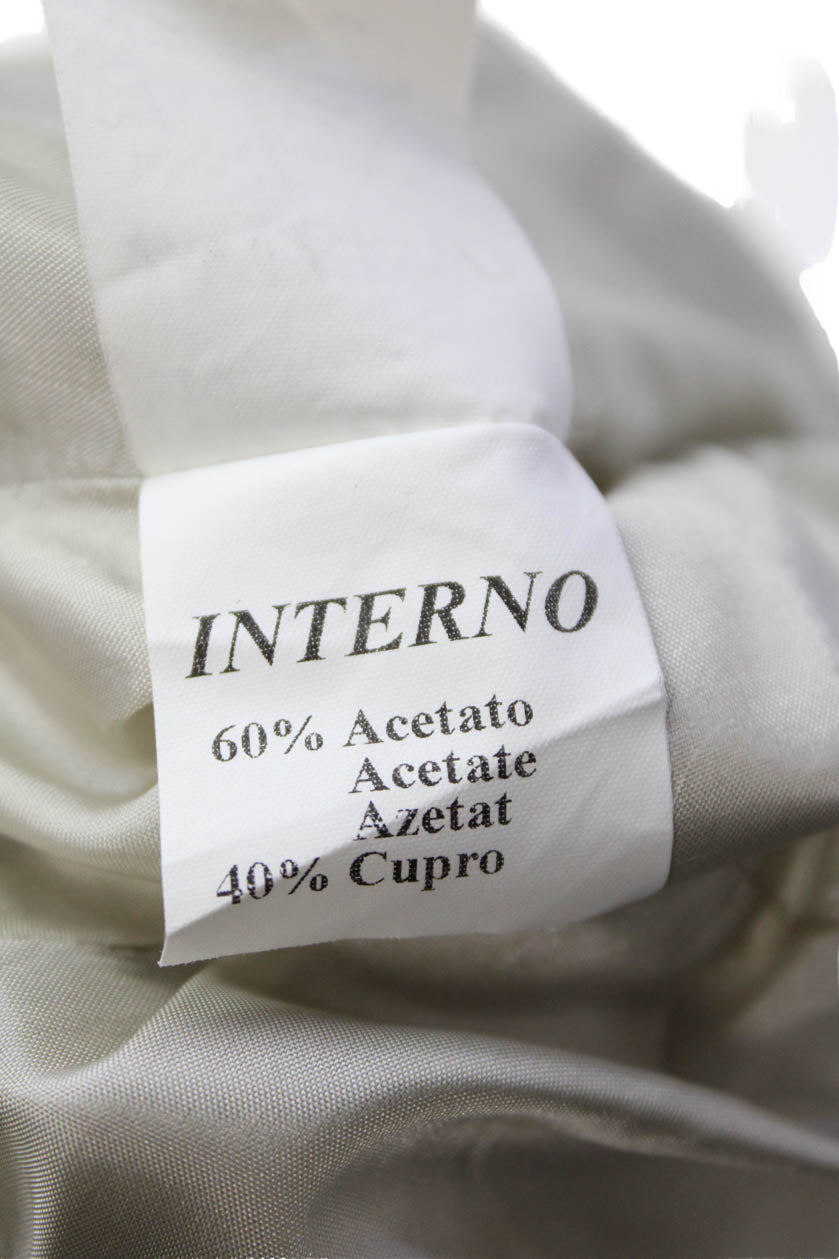 INTERNO
60% Acetato
Acetate
Azetat
40% Cupro